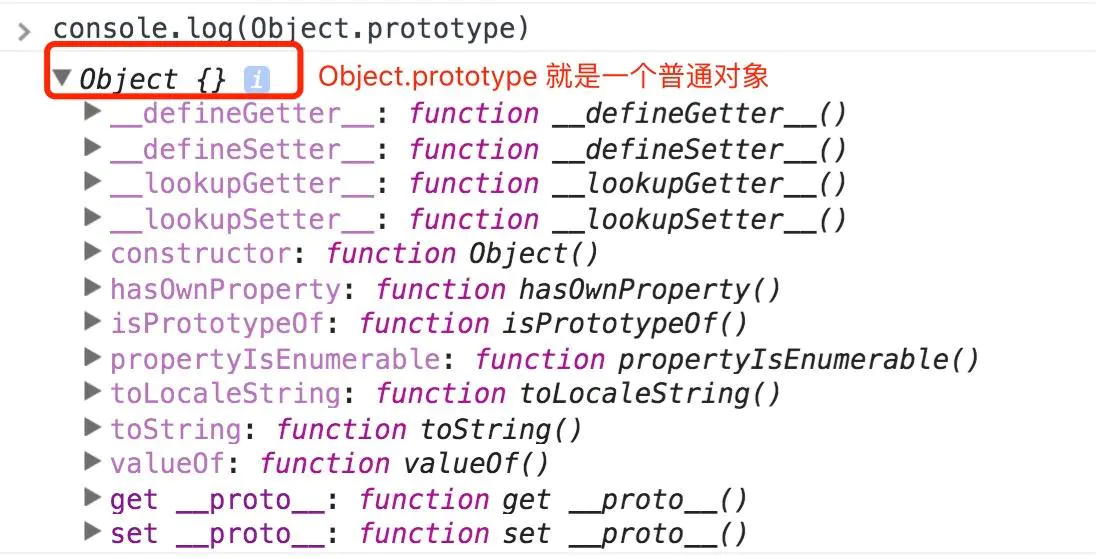 console.log(Object.prototype)
Object {} i Object.prototype 就是一个普通对象
__defineGetter__: function __defineGetter__()
__defineSetter__: function __defineSetter__()
__lookupGetter__: function __lookupGetter__()
__lookupSetter__: function __lookupSetter__()
constructor: function Object()
hasOwnProperty: function hasOwnProperty()
isPrototypeOf: function isPrototypeOf()
propertyIsEnumerable: function propertyIsEnumerable()
toLocaleString: function toLocaleString()
toString: function toString()
valueOf: function valueOf()
get __proto__: function get __proto__()
set __proto__: function set __proto__()